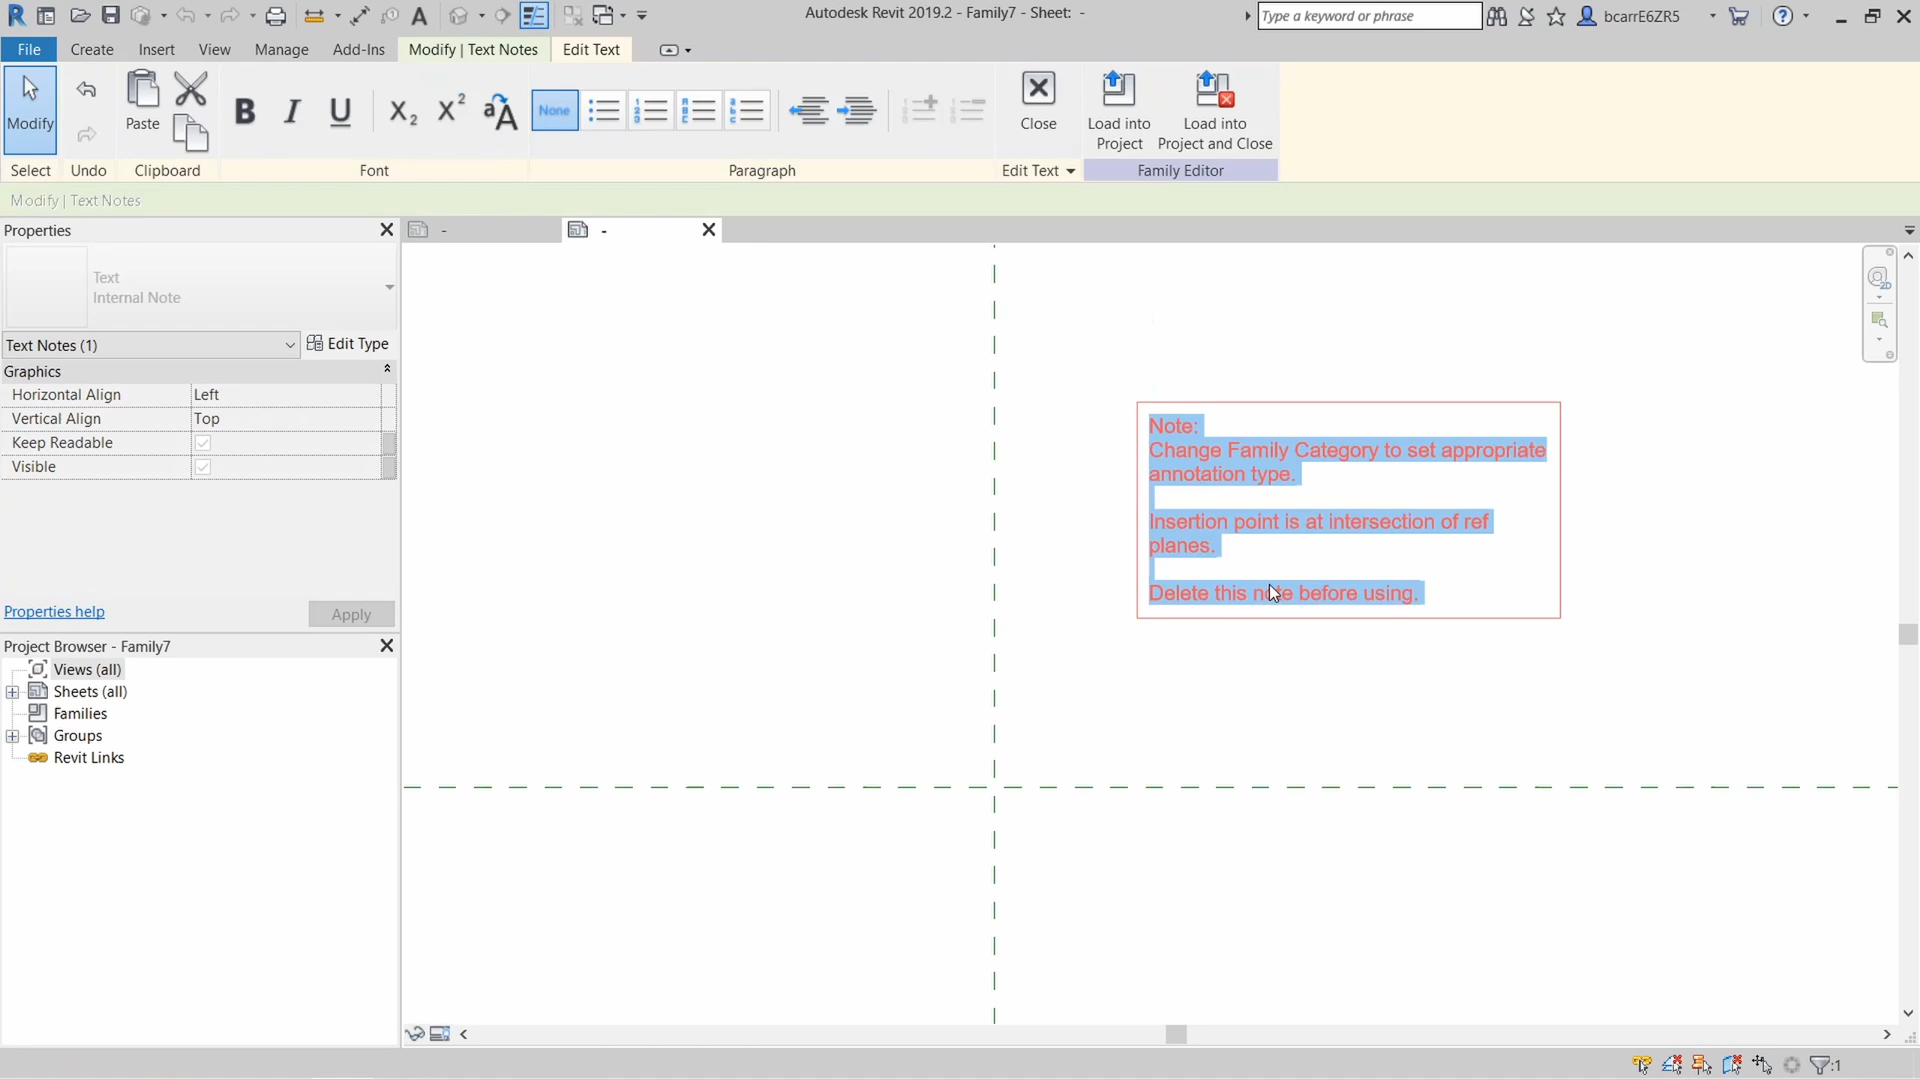 Autodesk Revit 2019.2 - Family7 - Sheet: -
Type a keyword or phrase
bcarrE6ZR5
File
Create
Insert
View
Manage
Add-Ins
Modify | Text Notes
Edit Text
Modify
Paste
None
Close
Load into
Project
Load into
Project and Close
Select
Undo
Clipboard
Font
Paragraph
Edit Text
Family Editor
Modify | Text Notes
Properties
Text
Internal Note
Text Notes (1)
Edit Type
Graphics
Horizontal Align Left
Vertical Align Top
Keep Readable
Visible
Properties help
Apply
Project Browser - Family7
Views (all)
Sheets (all)
Families
Groups
Revit Links
-
-
Note:
Change Family Category to set appropriate
annotation type.
Insertion point is at intersection of ref
planes.
Delete this note before using.
2D
:1